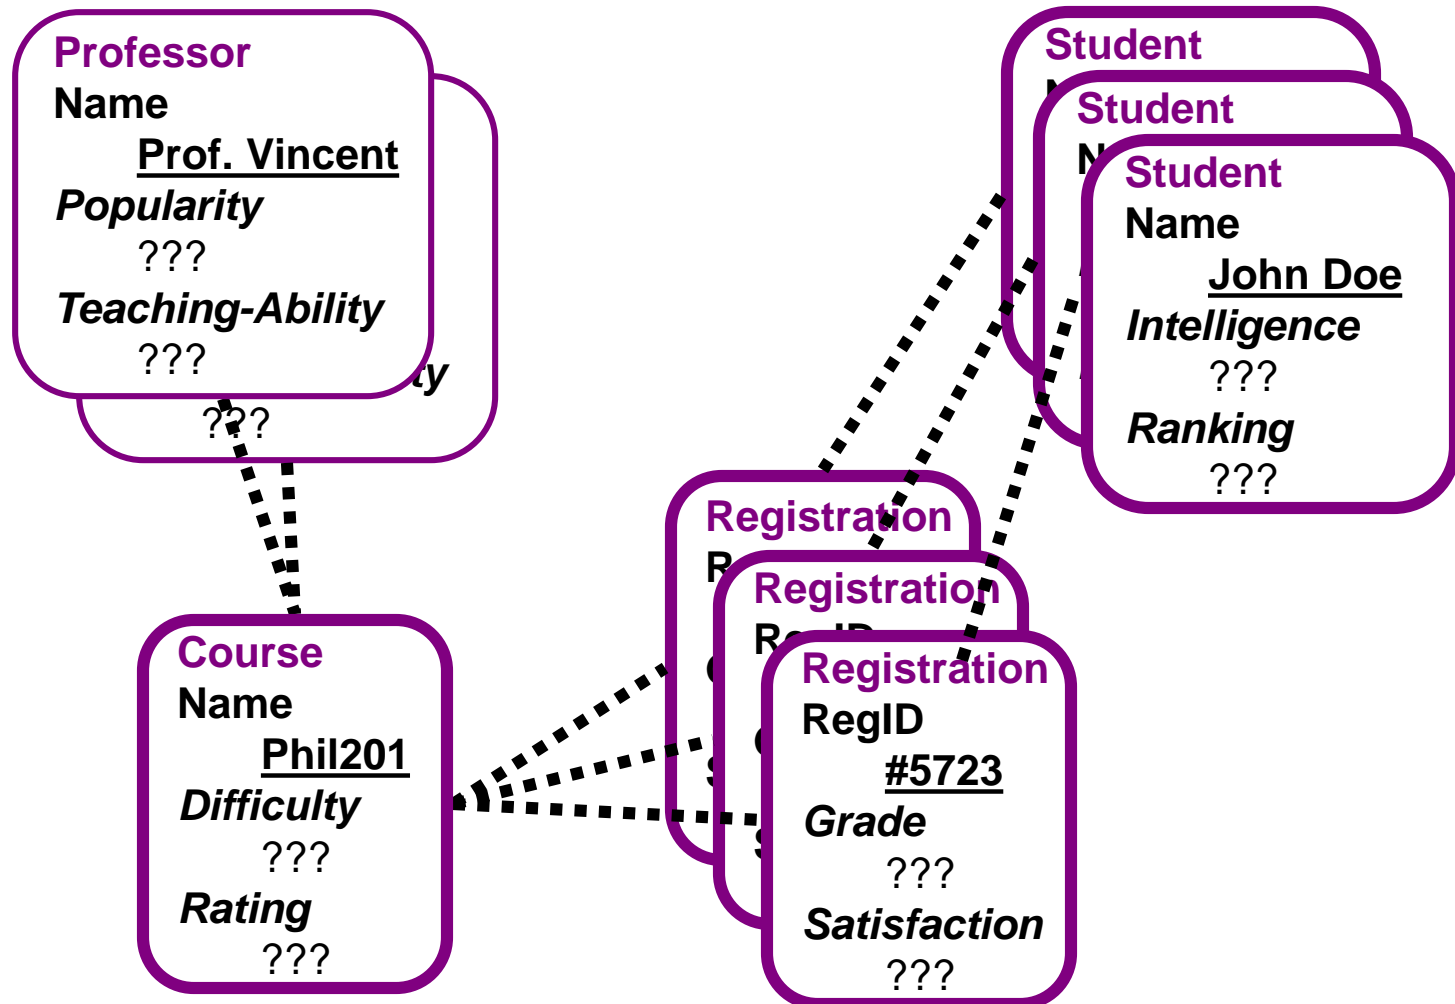 Professor
Name
Prof. Vincent
Popularity
???
Teaching-Ability
???
???
Student
Student
Student
Name
John Doe
Intelligence
???
Ranking
???
Registration
Registration
Registration
RegID
#5723
Grade
???
Satisfaction
???
Course
Name
Phil201
Difficulty
???
Rating
???